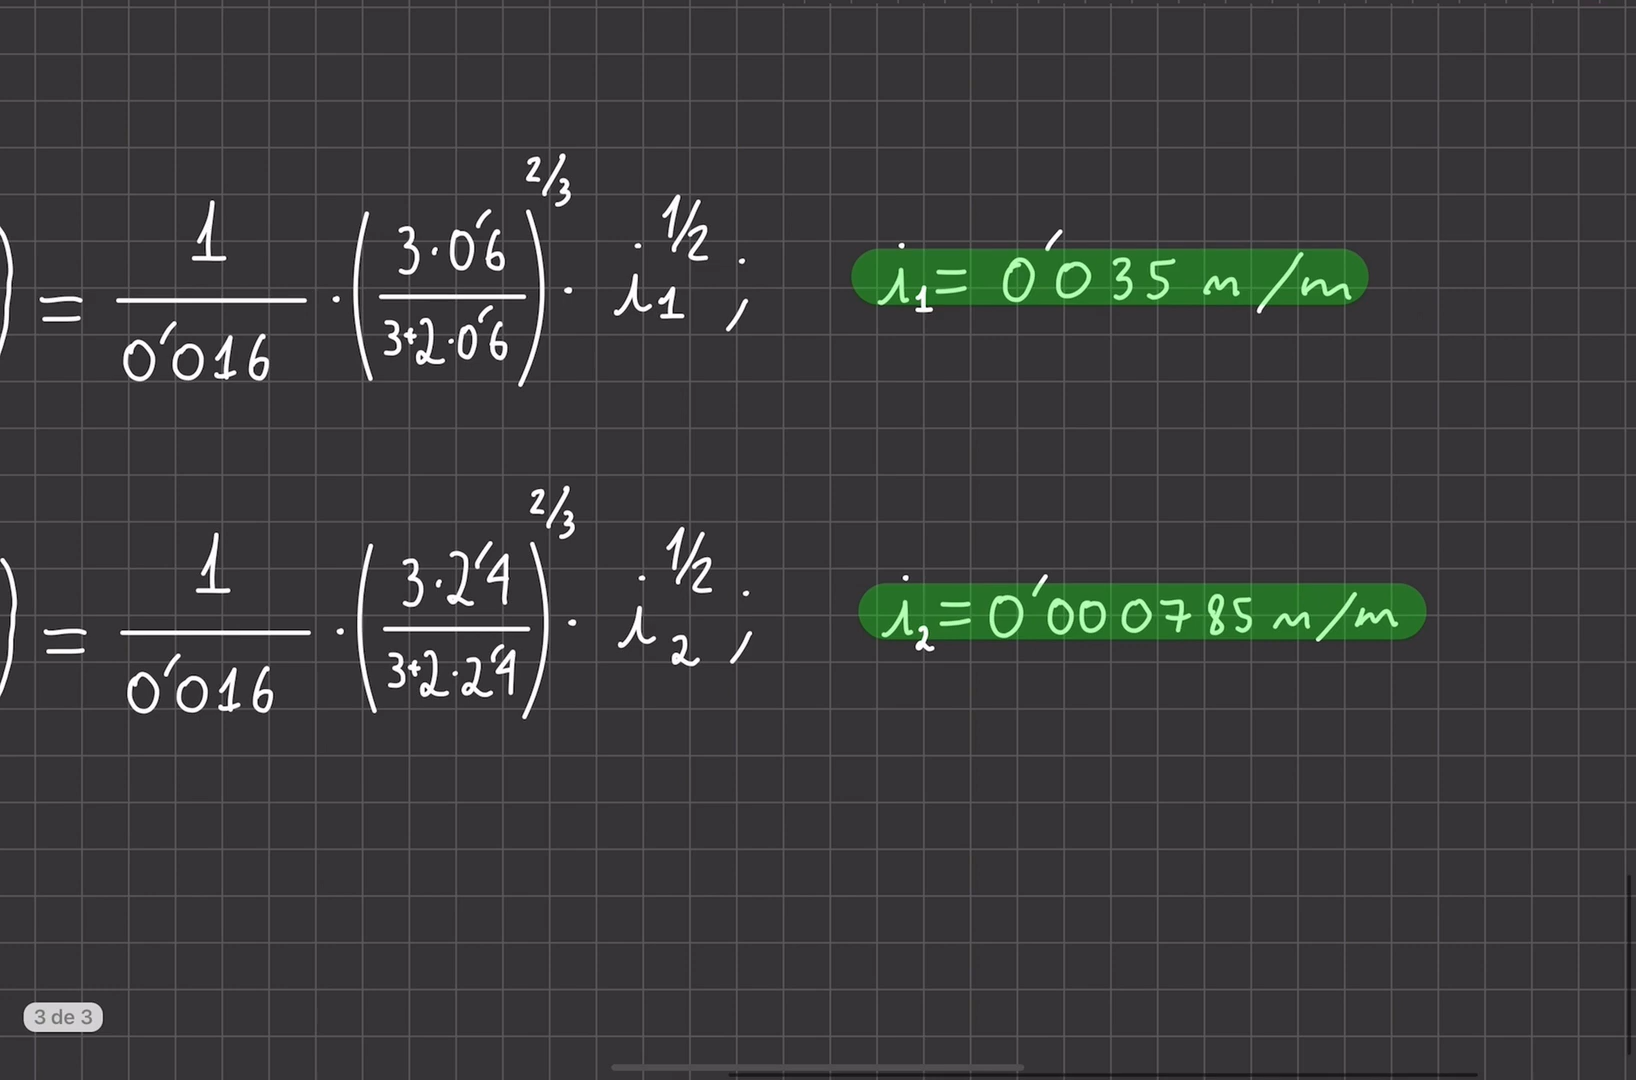 ) = 1/0'016 · (3·0'6/3+2·0'6)^2/3 · i₁^1/2 ; i₁ = 0'035 m/m
) = 1/0'016 · (3·2'4/3+2·2'4)^2/3 · i₂^1/2 ; i₂ = 0'000785 m/m
3 de 3